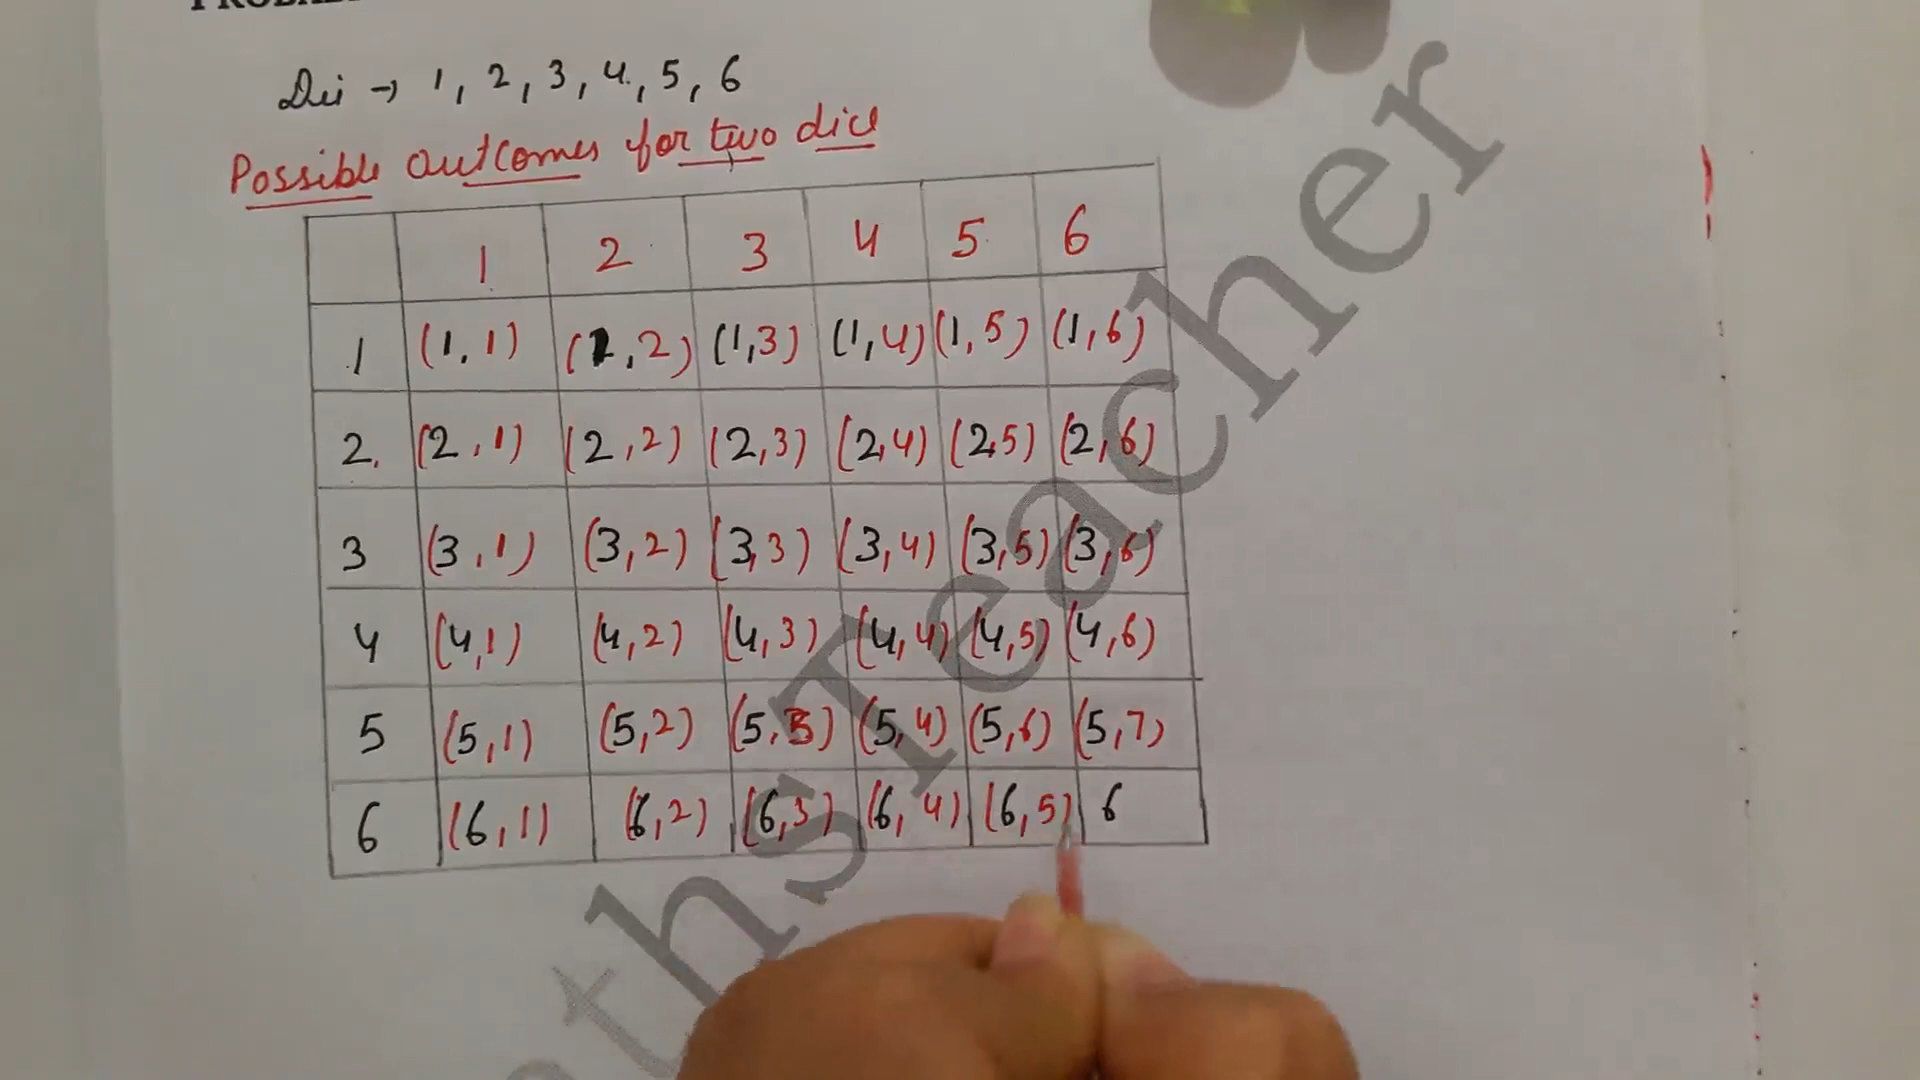 Die → 1, 2, 3, 4, 5, 6
Possible outcomes for two dice
1 2 3 4 5 6
1 (1, 1) (1, 2) (1, 3) (1, 4) (1, 5) (1, 6)
2. (2, 1) (2, 2) (2, 3) (2, 4) (2,5) (2, 6)
3 (3, 1) (3, 2) (3, 3) (3, 4) (3, 5) (3, 6)
4 (4, 1) (4, 2) (4, 3) (4, 4) (4, 5) (4, 6)
5 (5, 1) (5, 2) (5, 3) (5, 4) (5, 6) (5, 7)
6 (6, 1) (6, 2) (6, 3) (6, 4) (6, 5) 6
thsTeacher